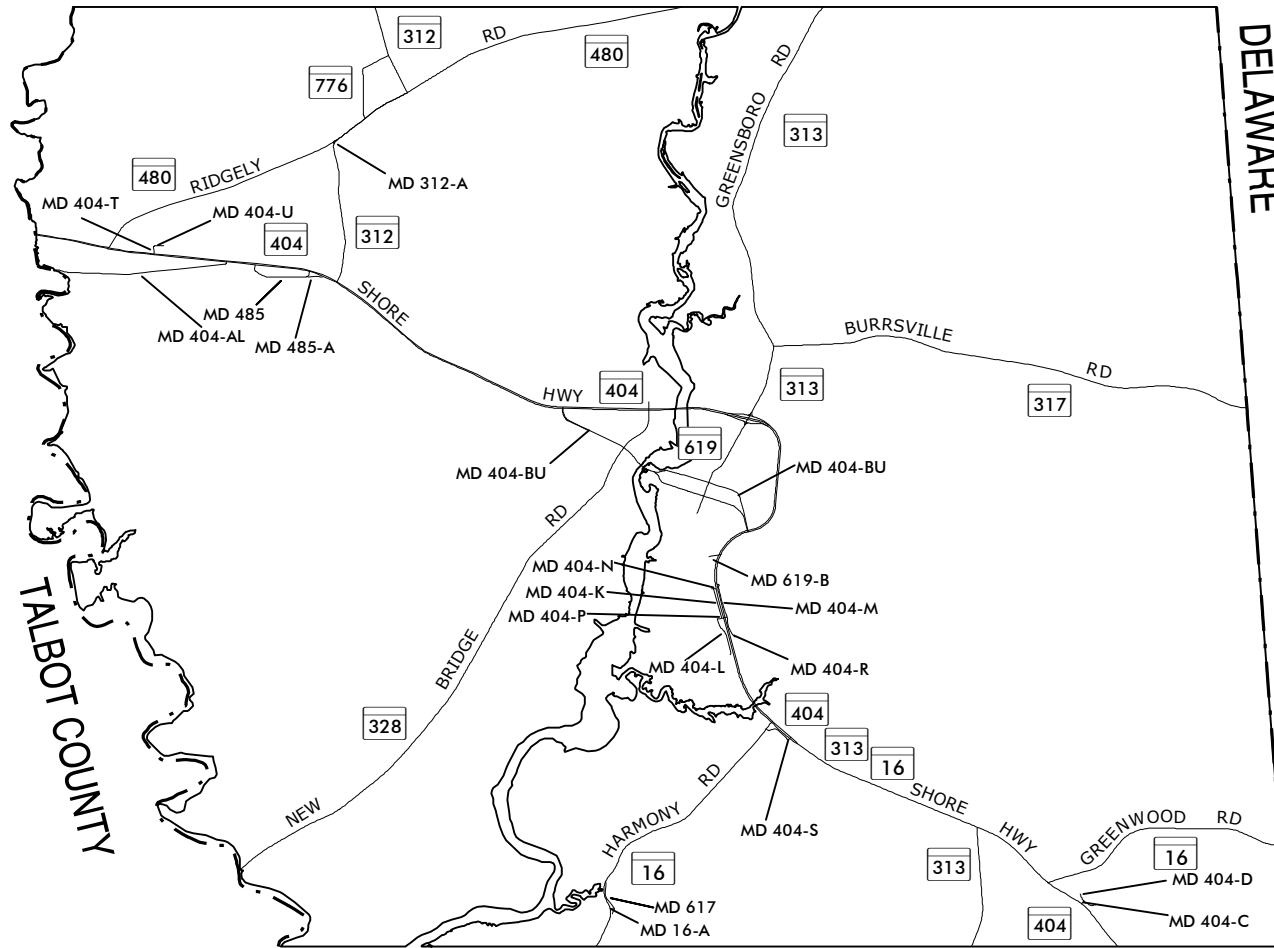 312
RD
480
RD
DELAWARE
776
GREENSBORO
313
480
RIDGELY
MD 312-A
MD 404-T
MD 404-U
404
312
SHORE
MD 485
MD 404-AL
MD 485-A
BURRSVILLE
RD
HWY
404
313
317
619
MD 404-BU
MD 404-BU
RD
MD 404-N
MD 619-B
MD 404-K
MD 404-M
MD 404-P
TALBOT COUNTY
BRIDGE
MD 404-L
MD 404-R
328
404
313
16
NEW
RD
SHORE
HARMONY
MD 404-S
HWY
GREENWOOD RD
16
313
16
MD 404-D
MD 617
MD 404-C
MD 16-A
404